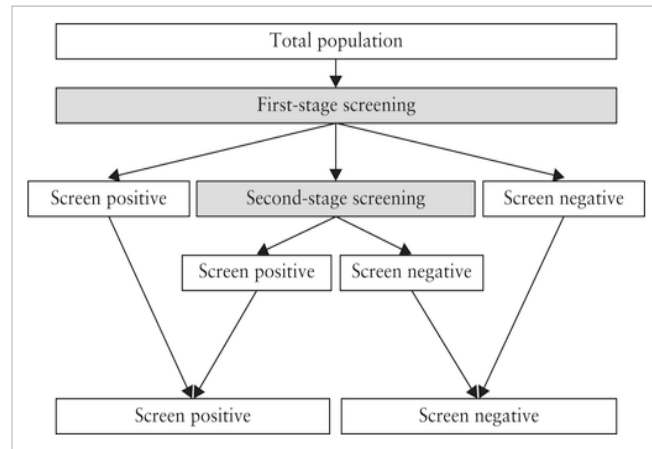 Total population
First-stage screening
Screen positive
Second-stage screening
Screen negative
Screen positive
Screen negative
Screen positive
Screen negative